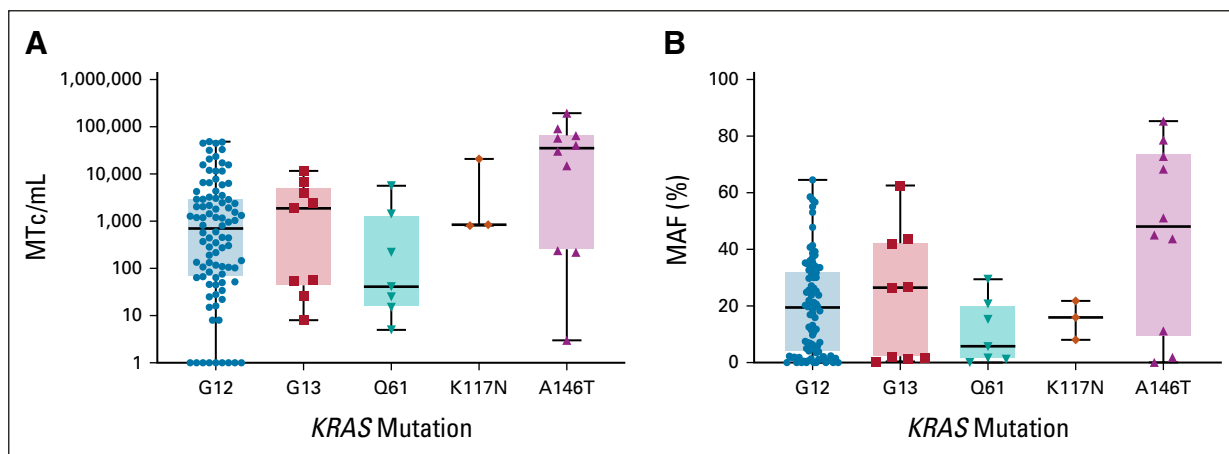 A
MTc/mL
1,000,000
100,000
10,000
1,000
100
10
1
G12 G13 Q61 K117N A146T
KRAS Mutation
B
MAF (%)
100
80
60
40
20
0
G12 G13 Q61 K117N A146T
KRAS Mutation